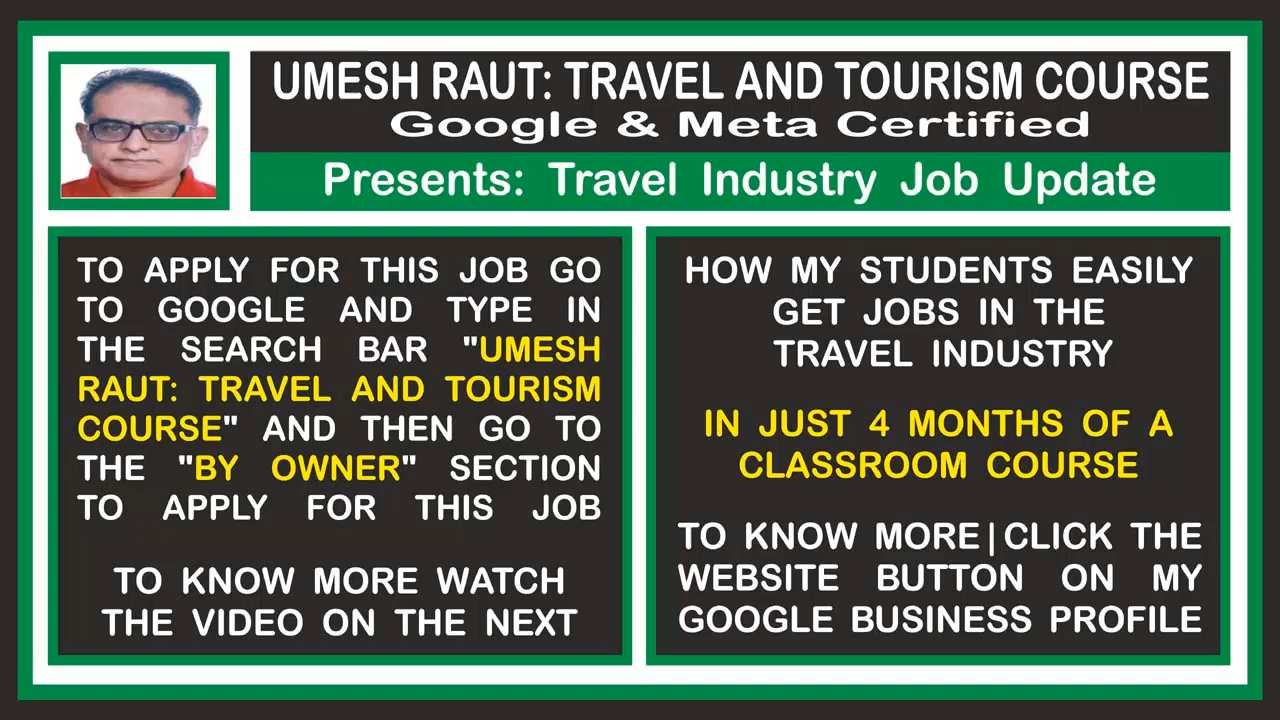 UMESH RAUT: TRAVEL AND TOURISM COURSE
Google & Meta Certified
Presents: Travel Industry Job Update
TO APPLY FOR THIS JOB GO
TO GOOGLE AND TYPE IN
THE SEARCH BAR "UMESH
RAUT: TRAVEL AND TOURISM
COURSE" AND THEN GO TO
THE "BY OWNER" SECTION
TO APPLY FOR THIS JOB
TO KNOW MORE WATCH
THE VIDEO ON THE NEXT
HOW MY STUDENTS EASILY
GET JOBS IN THE
TRAVEL INDUSTRY
IN JUST 4 MONTHS OF A
CLASSROOM COURSE
TO KNOW MORE|CLICK THE
WEBSITE BUTTON ON MY
GOOGLE BUSINESS PROFILE